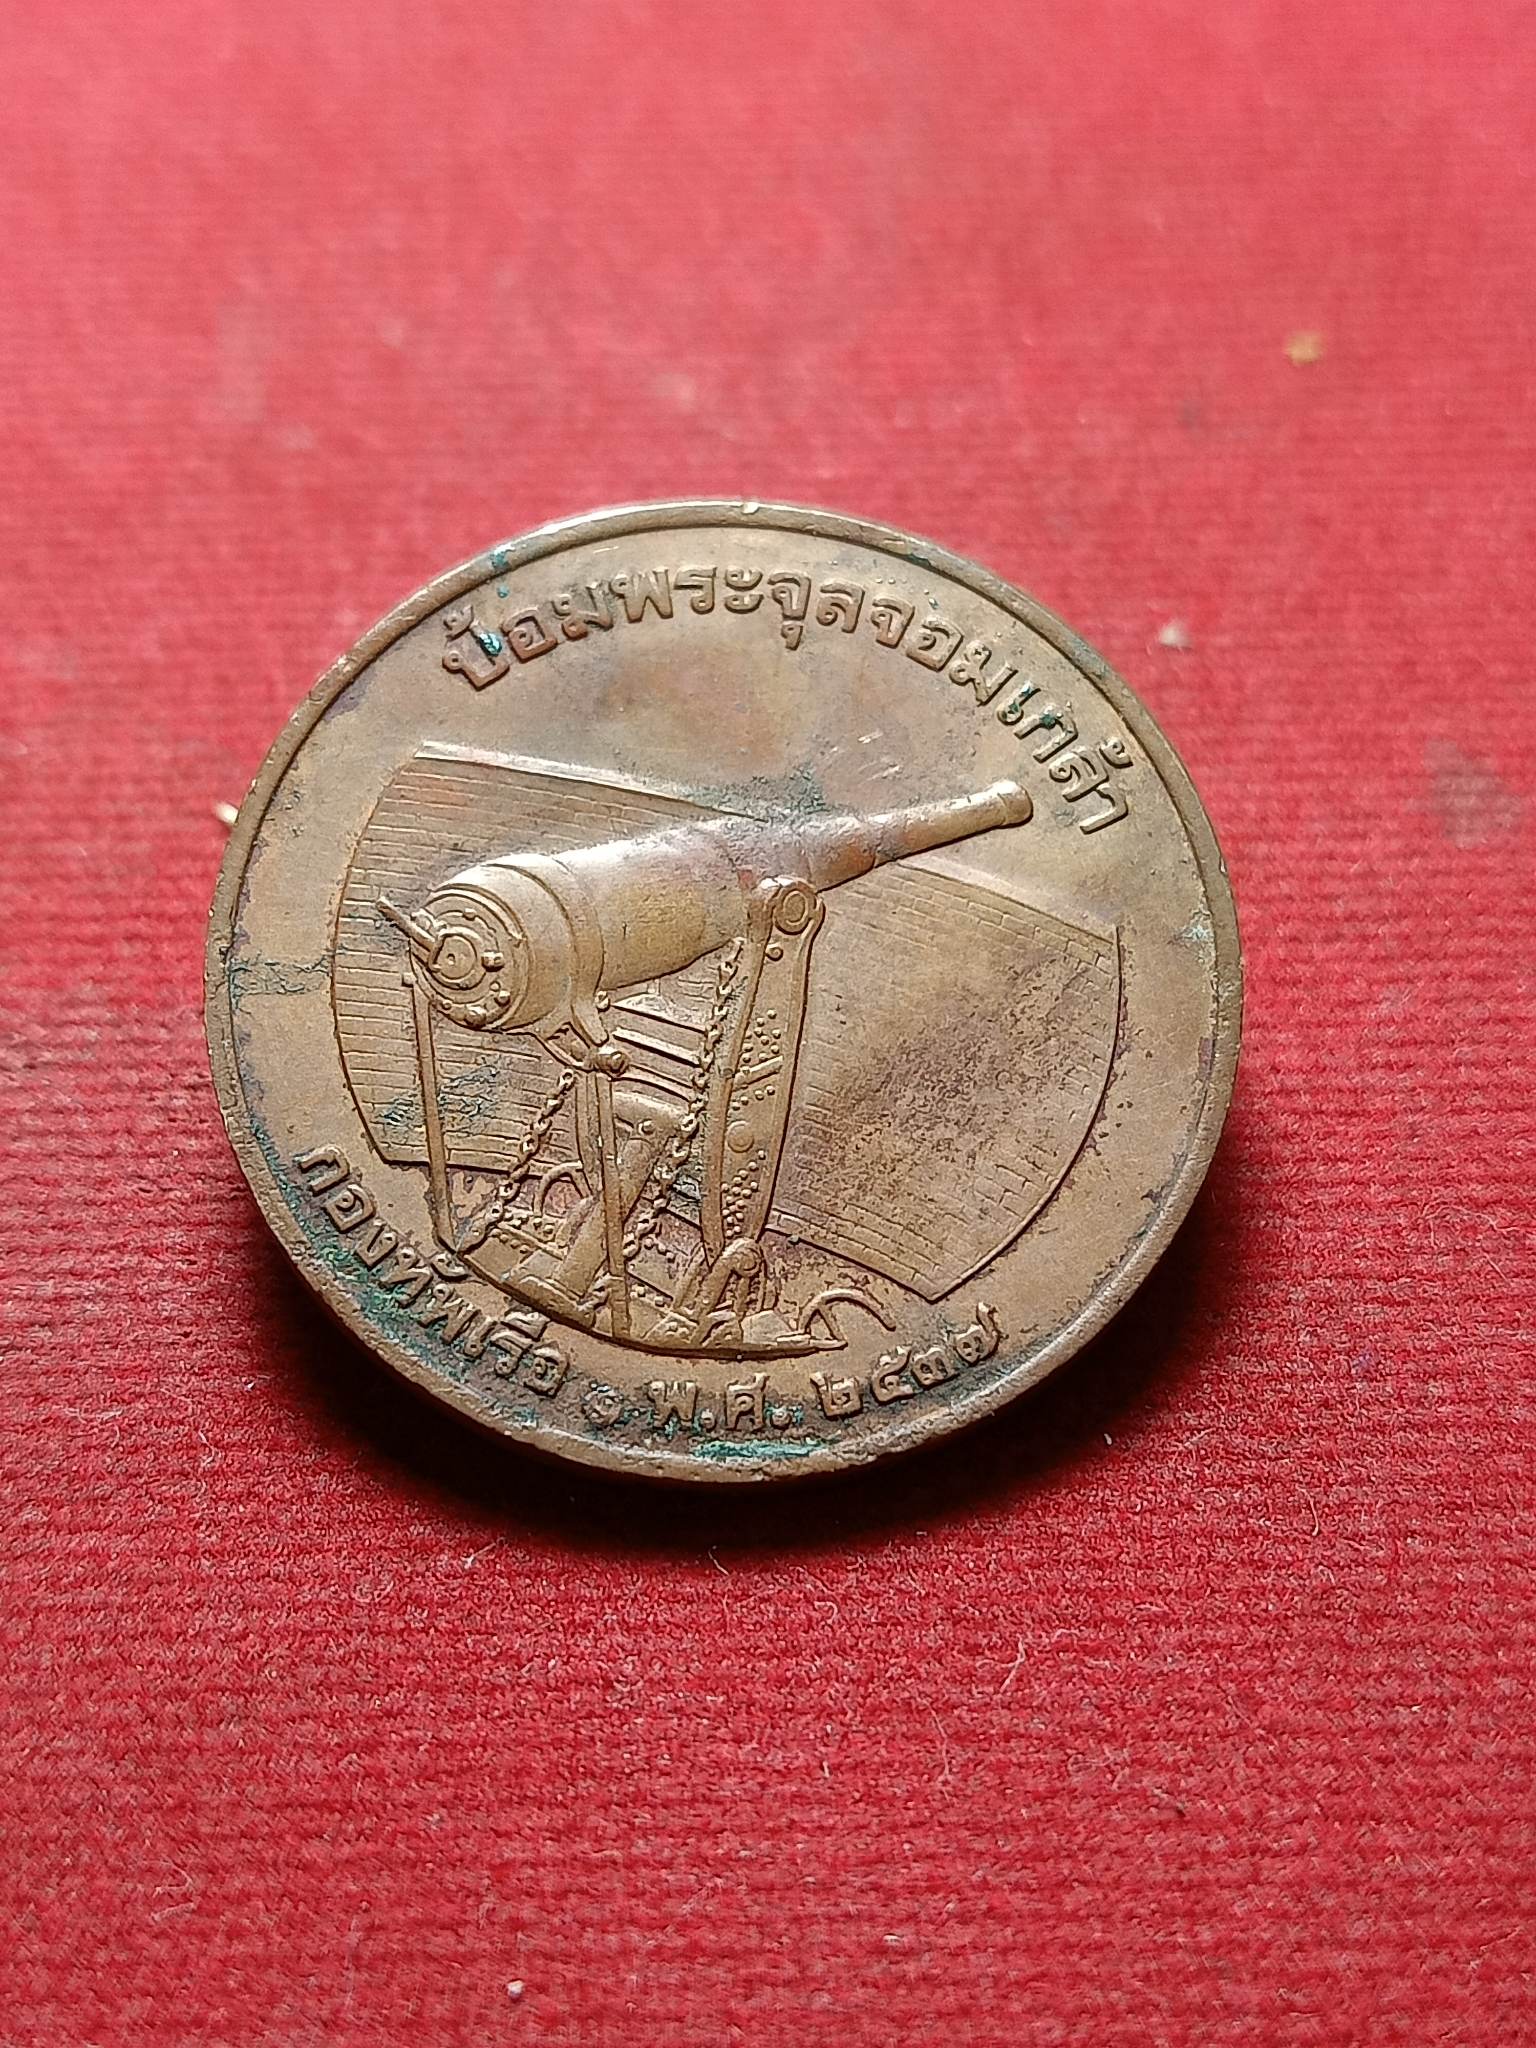 ป้อมพระจุลจอมเกล้า
กองทัพเรือ ๑ พ.ศ. ๒๕๓๗